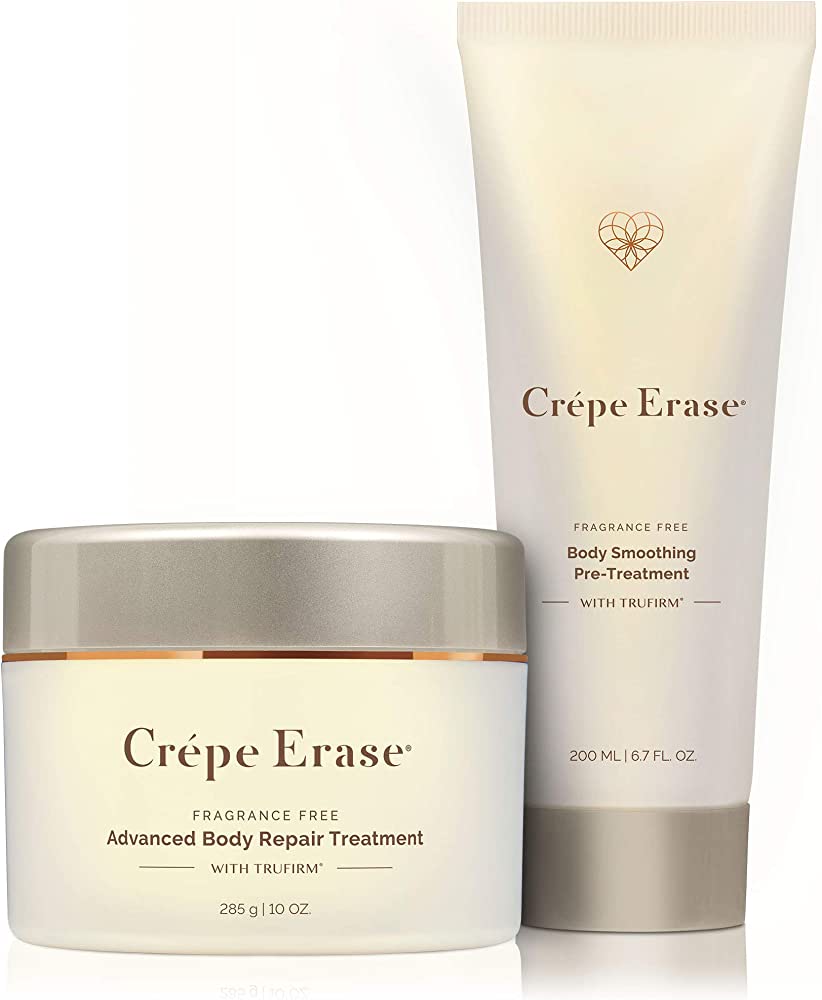 Crépe Erase®
FRAGRANCE FREE
Body Smoothing
Pre-Treatment
WITH TRUFIRM®
200 ML | 6.7 FL. OZ.
Crépe Erase®
FRAGRANCE FREE
Advanced Body Repair Treatment
WITH TRUFIRM®
285 g | 10 OZ.